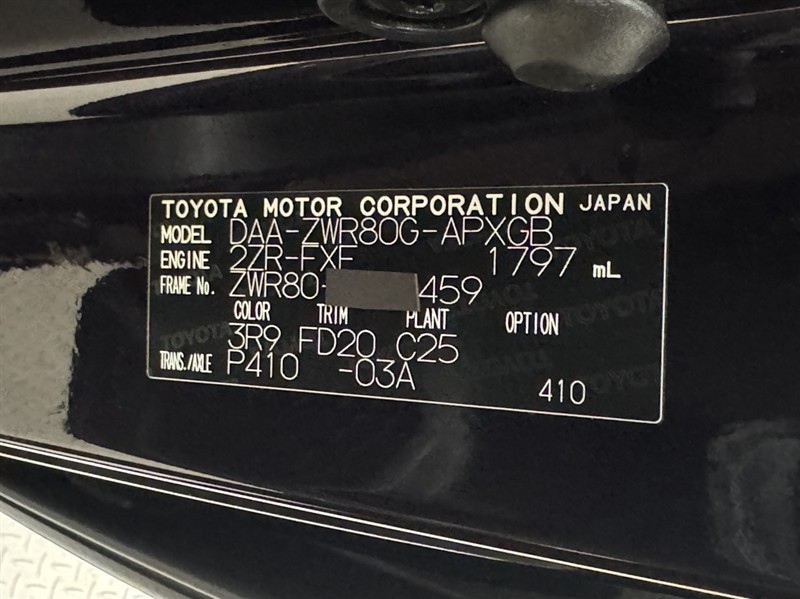 TOYOTA MOTOR CORPORATION JAPAN
MODEL DAA-ZWR80G-APXGB
ENGINE 2ZR-FXE 1797 mL
FRAME No. ZWR80- 459
COLOR TRIM PLANT OPTION
3R9 FD20 C25
TRANS./AXLE P410 -03A
410